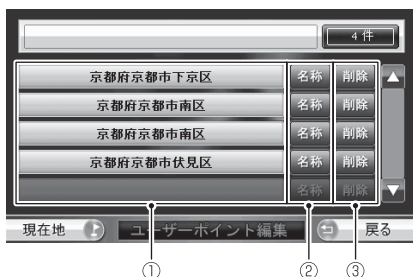 4件
京都府京都市下京区 名称 削除
京都府京都市南区 名称 削除
京都府京都市南区 名称 削除
京都府京都市伏見区 名称 削除
名称 削除
現在地 ユーザーポイント編集 戻る
① ② ③